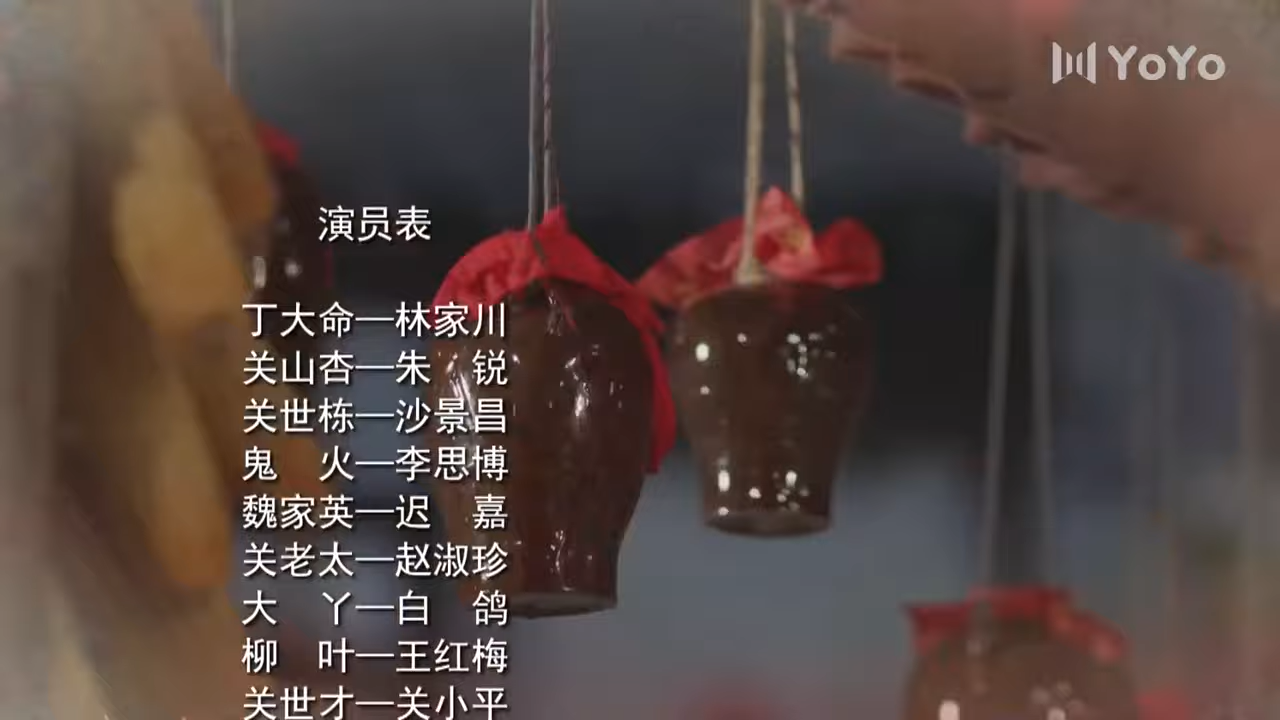 YoYo
演员表
丁大命—林家川
关山杏—朱　锐
关世栋—沙景昌
鬼　火—李思博
魏家英—迟　嘉
关老太—赵淑珍
大　丫—白　鸽
柳　叶—王红梅
关世才—关小平